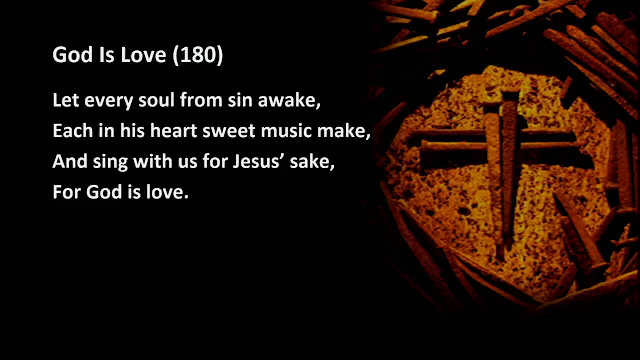 God Is Love (180)
Let every soul from sin awake,
Each in his heart sweet music make,
And sing with us for Jesus’ sake,
For God is love.